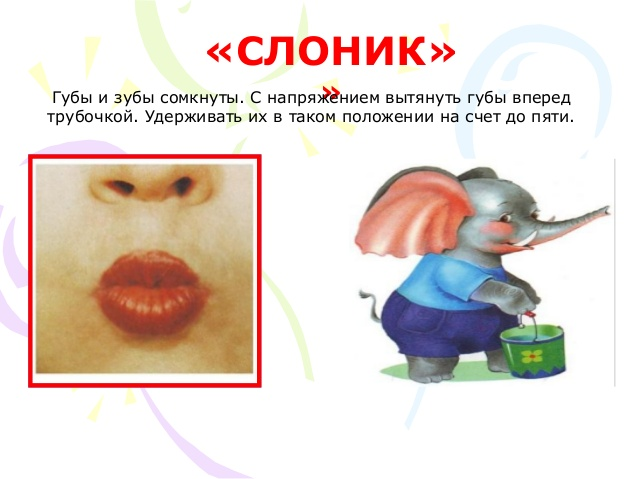 «СЛОНИК»
»
Губы и зубы сомкнуты. С напряжением вытянуть губы вперед
трубочкой. Удерживать их в таком положении на счет до пяти.